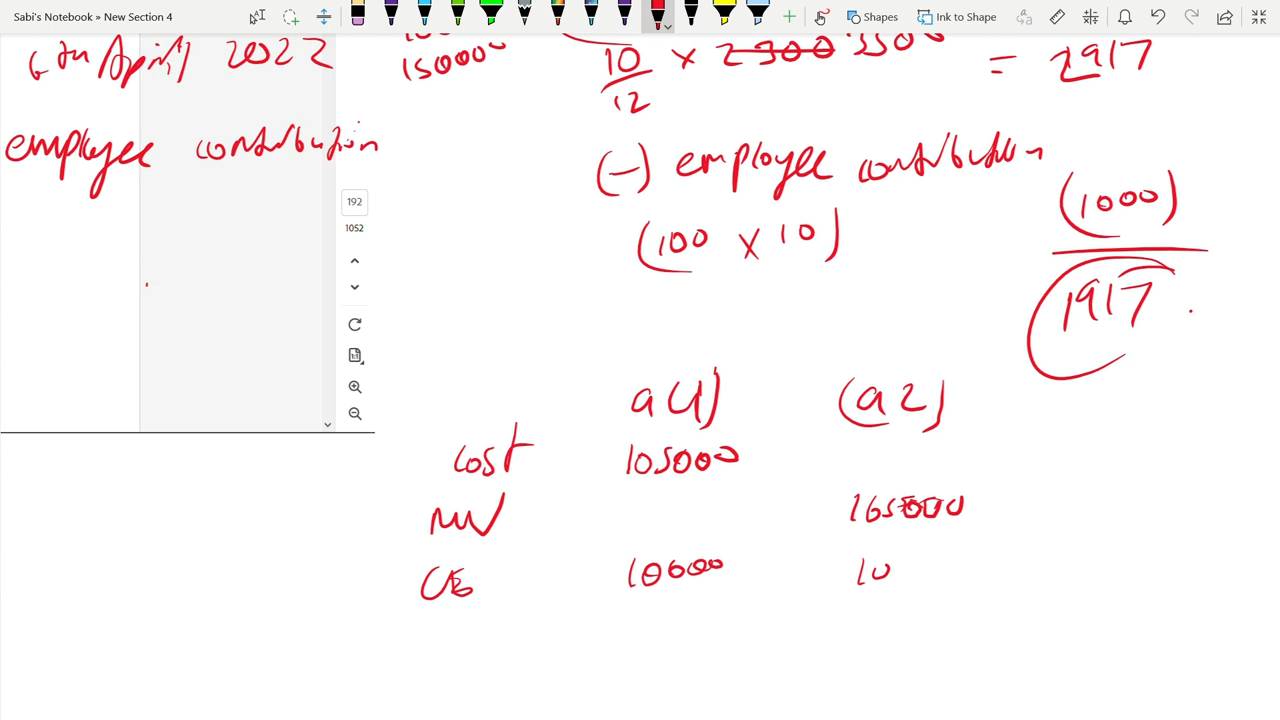 Sabi's Notebook » New Section 4
Shapes
Ink to Shape
6th April 2022
150000
10/12 × 2300 3500 = 2917
employee contribution
(-) employee contribution (1000)
192
(100 × 10)
1052
1917
a(1) (a2)
cost 105000
MV 165000
10000 10